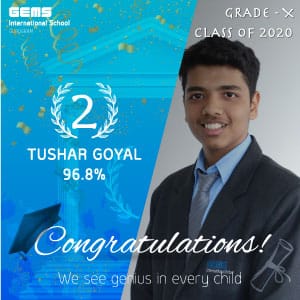 GEMS
International School
GURUGRAM
GRADE - X
CLASS OF 2020
2
TUSHAR GOYAL
96.8%
Congratulations!
We see genius in every child